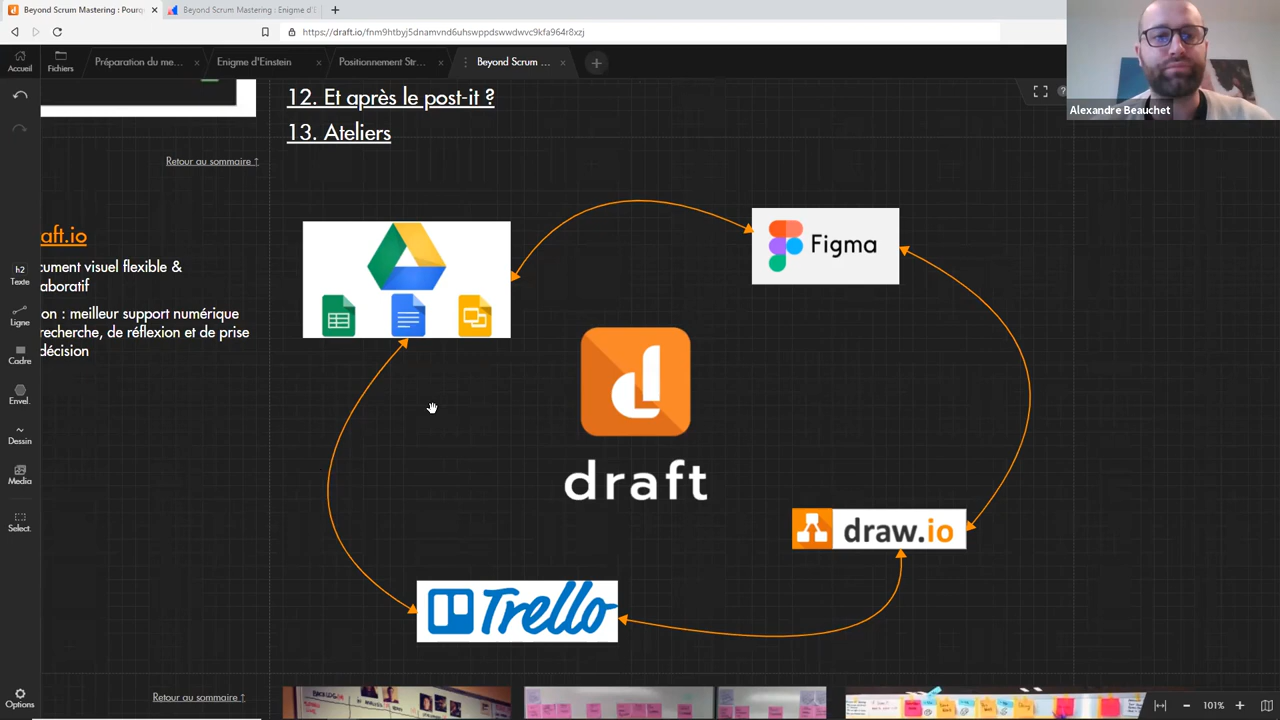 Beyond Scrum Mastering : Pourqu
Beyond Scrum Mastering : Enigme d'E
https://draft.io/fnm9htbyj5dnamvnd6uhswppdswwdwvc9kfa964r8xzj
Accueil
Fichiers
Préparation du me...
Enigme d'Einstein
Positionnement Str...
Beyond Scrum ...
Alexandre Beauchet
12. Et après le post-it ?
13. Ateliers
Retour au sommaire ↑
aft.io
cument visuel flexible &
aboratif
on : meilleur support numérique
recherche, de réflexion et de prise
décision
h2
Texte
Ligne
Cadre
Envel.
Dessin
Media
Select.
Options
Figma
draft
draw.io
Trello
Retour au sommaire ↑
101%